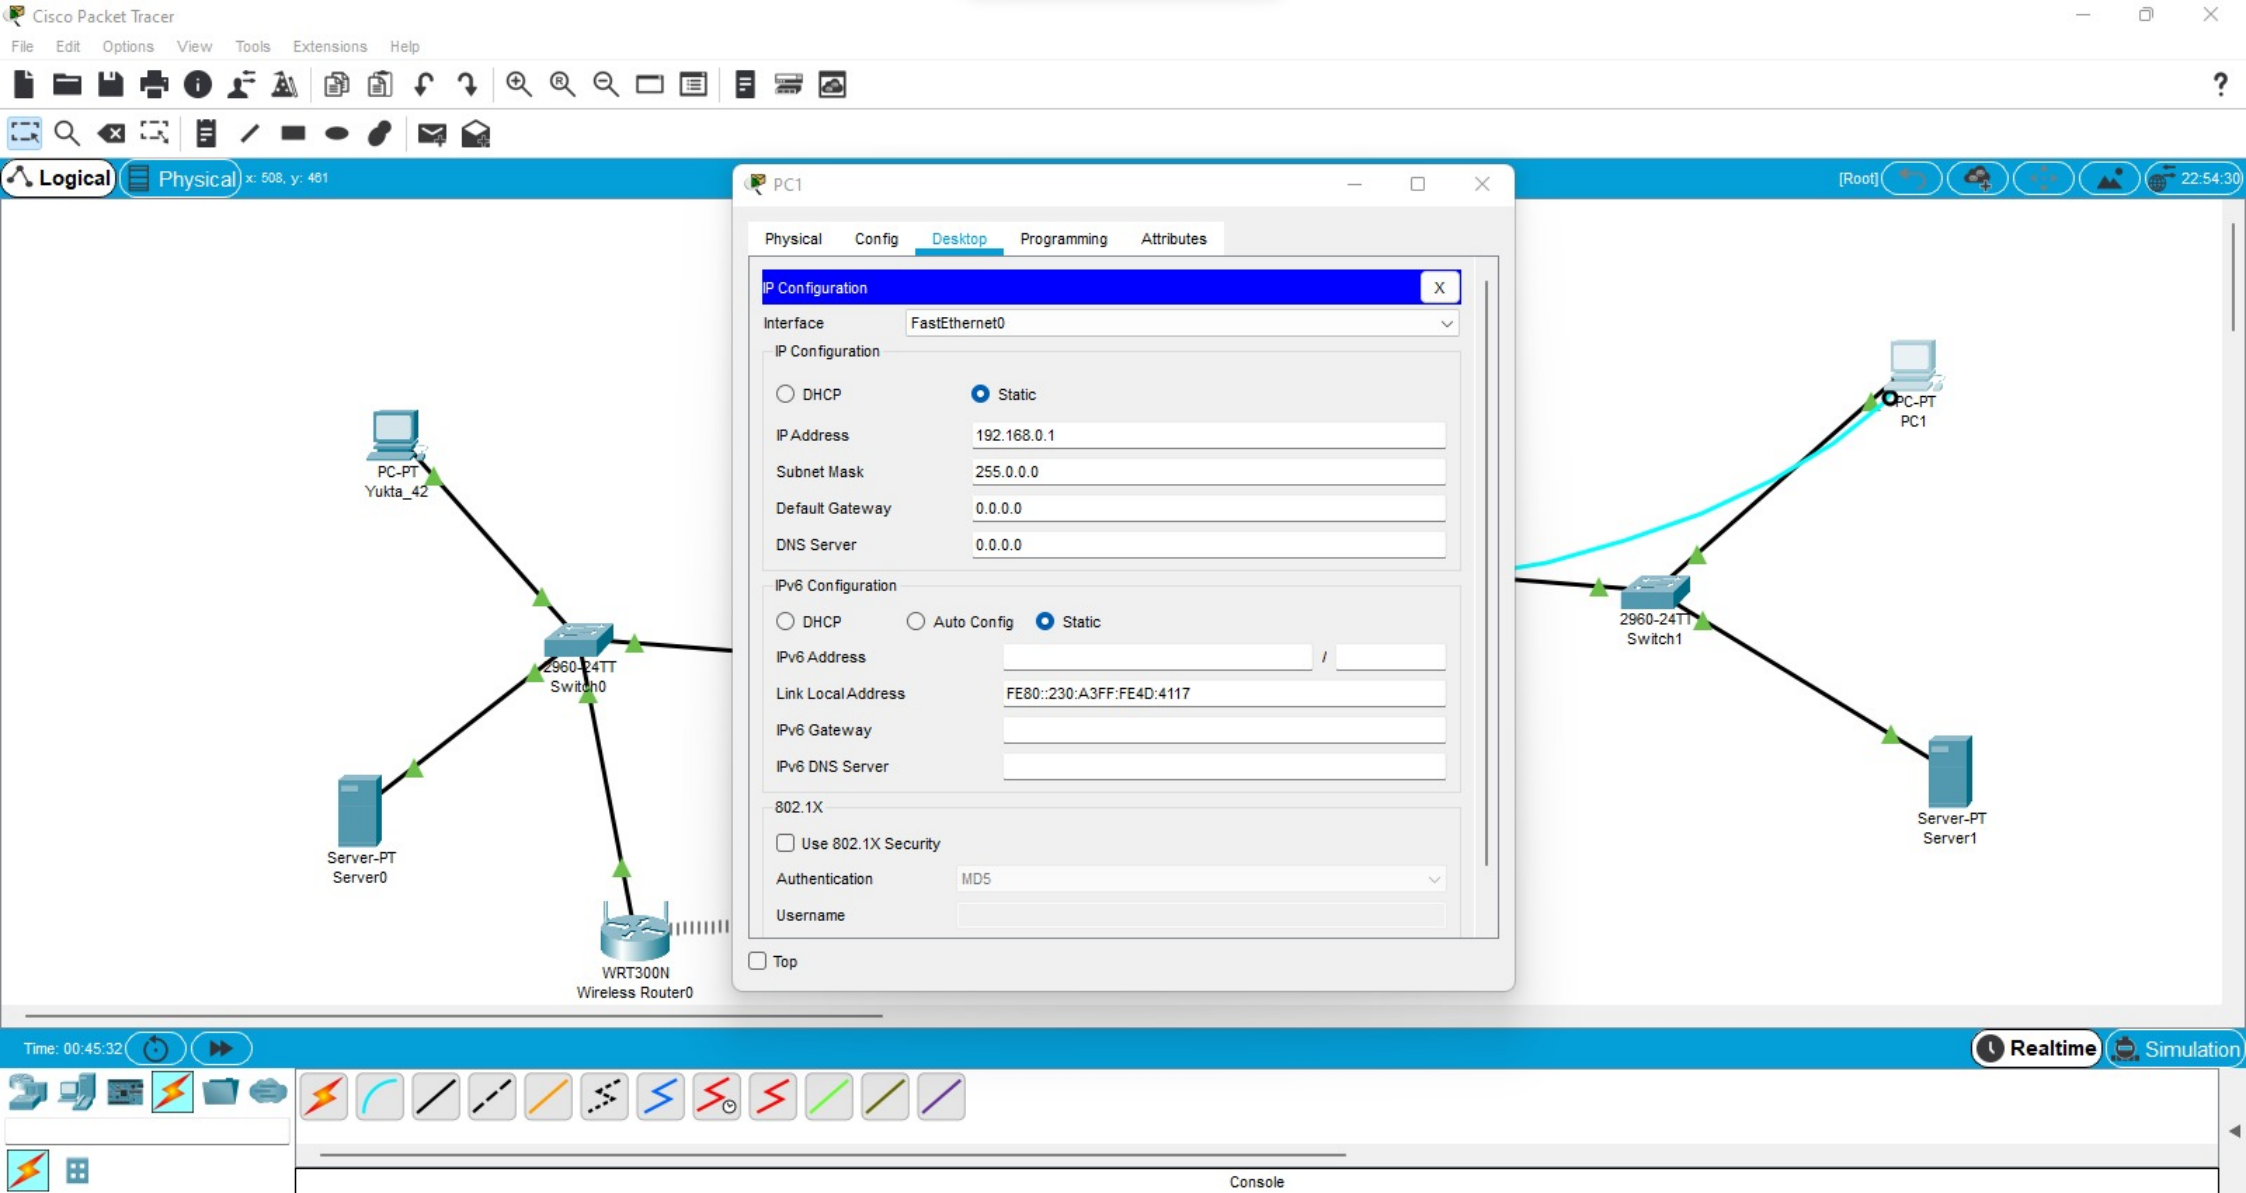 Cisco Packet Tracer
File Edit Options View Tools Extensions Help
Logical Physical x: 508, y: 461
[Root] 22:54:30
PC1
Physical Config Desktop Programming Attributes
IP Configuration X
Interface FastEthernet0
IP Configuration
DHCP Static
IP Address 192.168.0.1
Subnet Mask 255.0.0.0
Default Gateway 0.0.0.0
DNS Server 0.0.0.0
IPv6 Configuration
DHCP Auto Config Static
IPv6 Address /
Link Local Address FE80::230:A3FF:FE4D:4117
IPv6 Gateway
IPv6 DNS Server
802.1X
Use 802.1X Security
Authentication MD5
Username
Top
PC-PT
Yukta_42
2960-24TT
Switch0
Server-PT
Server0
WRT300N
Wireless Router0
PC-PT
PC1
2960-24TT
Switch1
Server-PT
Server1
Time: 00:45:32
Realtime Simulation
Console